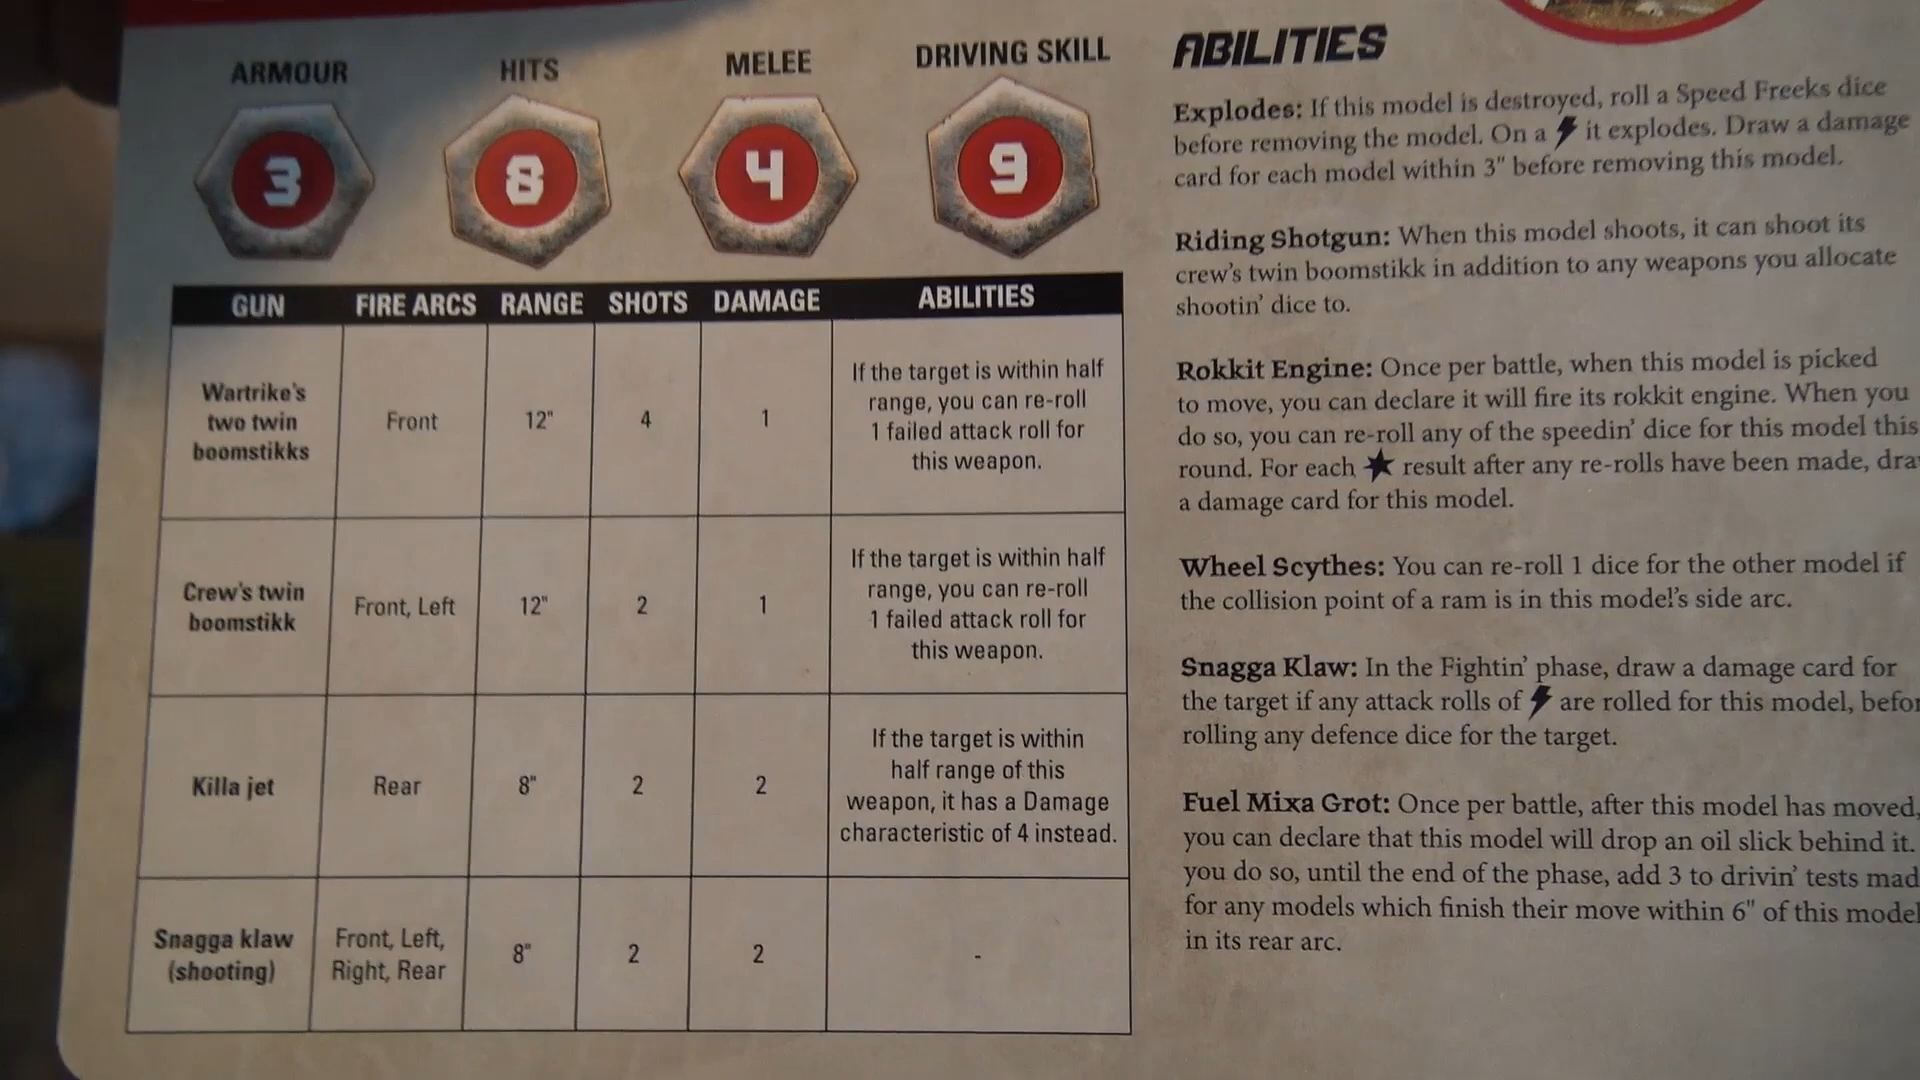 ARMOUR HITS MELEE DRIVING SKILL
3 8 4 9
GUN FIRE ARCS RANGE SHOTS DAMAGE ABILITIES
Wartrike's
two twin
boomstikks
Front
12"
4
1
If the target is within half
range, you can re-roll
1 failed attack roll for
this weapon.
Crew's twin
boomstikk
Front, Left
12"
2
1
If the target is within half
range, you can re-roll
1 failed attack roll for
this weapon.
Killa jet
Rear
8"
2
2
If the target is within
half range of this
weapon, it has a Damage
characteristic of 4 instead.
Snagga klaw
(shooting)
Front, Left,
Right, Rear
8"
2
2
-
ABILITIES
Explodes: If this model is destroyed, roll a Speed Freeks dice
before removing the model. On a it explodes. Draw a damage
card for each model within 3" before removing this model.
Riding Shotgun: When this model shoots, it can shoot its
crew's twin boomstikk in addition to any weapons you allocate
shootin' dice to.
Rokkit Engine: Once per battle, when this model is picked
to move, you can declare it will fire its rokkit engine. When you
do so, you can re-roll any of the speedin' dice for this model this
round. For each ★ result after any re-rolls have been made,
a damage card for this model.
Wheel Scythes: You can re-roll 1 dice for the other model if
the collision point of a ram is in this model's side arc.
Snagga Klaw: In the Fightin' phase, draw a damage card for
the target if any attack rolls of are rolled for this model,
rolling any defence dice for the target.
Fuel Mixa Grot: Once per battle, after this model has moved,
you can declare that this model will drop an oil slick behind it.
you do so, until the end of the phase, add 3 to drivin' tests
for any models which finish their move within 6" of this model
in its rear arc.